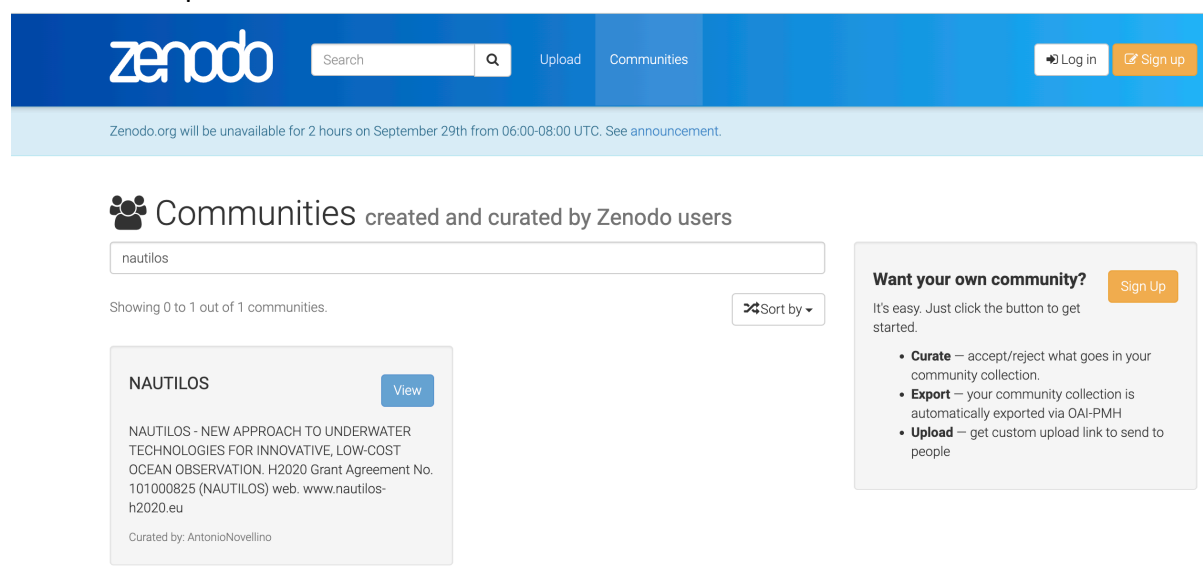 zenodo
Search
Upload
Communities
Log in
Sign up
Zenodo.org will be unavailable for 2 hours on September 29th from 06:00-08:00 UTC. See announcement.
Communities created and curated by Zenodo users
nautilos
Showing 0 to 1 out of 1 communities.
Sort by
NAUTILOS
View
NAUTILOS - NEW APPROACH TO UNDERWATER
TECHNOLOGIES FOR INNOVATIVE, LOW-COST
OCEAN OBSERVATION. H2020 Grant Agreement No.
101000825 (NAUTILOS) web. www.nautilos-
h2020.eu
Curated by: AntonioNovellino
Want your own community?
Sign Up
It's easy. Just click the button to get
started.
• Curate — accept/reject what goes in your
community collection.
• Export — your community collection is
automatically exported via OAI-PMH
• Upload — get custom upload link to send to
people